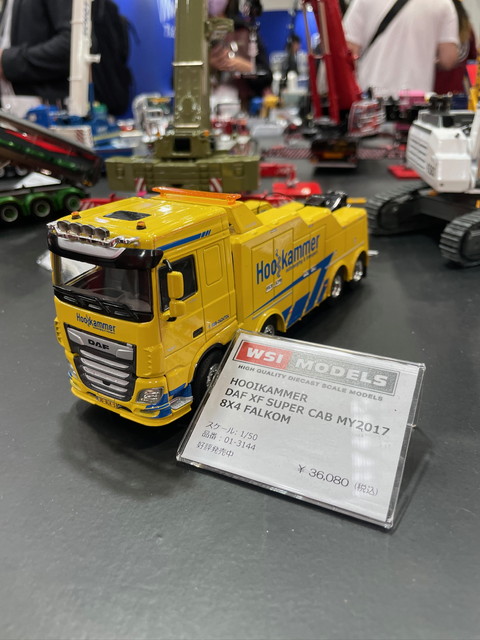 Hooikammer
Hooikammer
DAF
WSI MODELS
HIGH QUALITY DIECAST SCALE MODELS
HOOIKAMMER
DAF XF SUPER CAB MY2017
8X4 FALKOM
スケール: 1/50
品番: 01-3144
好評発売中
¥ 36,080 (税込)